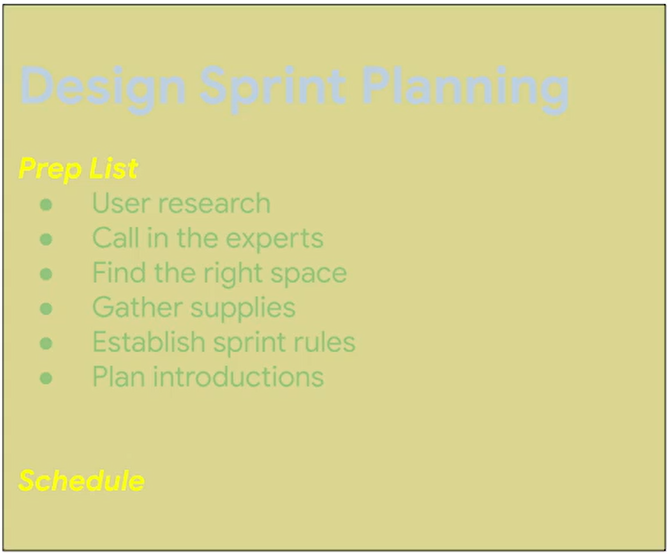 Design Sprint Planning
Prep List
● User research
● Call in the experts
● Find the right space
● Gather supplies
● Establish sprint rules
● Plan introductions
Schedule